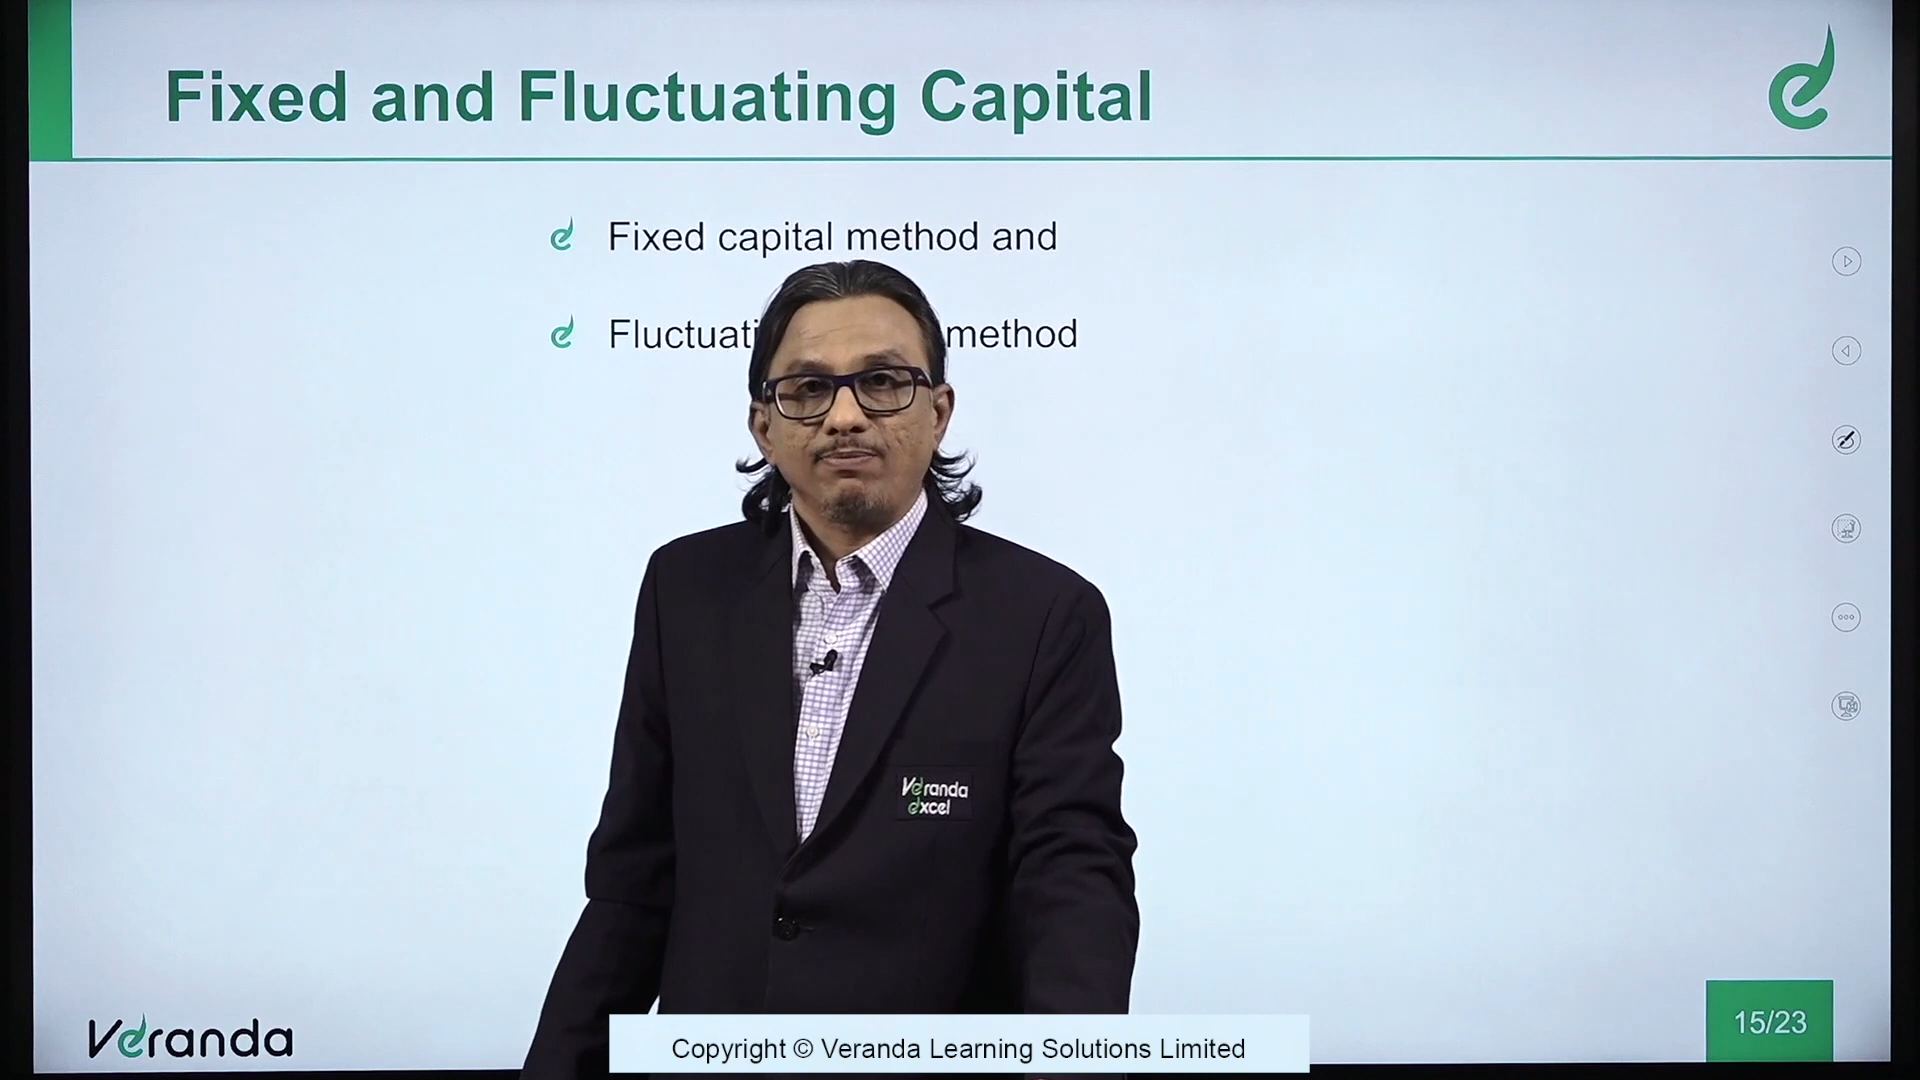 Fixed and Fluctuating Capital
Fixed capital method and
method
Veranda
excel
Veranda
15/23
Copyright © Veranda Learning Solutions Limited